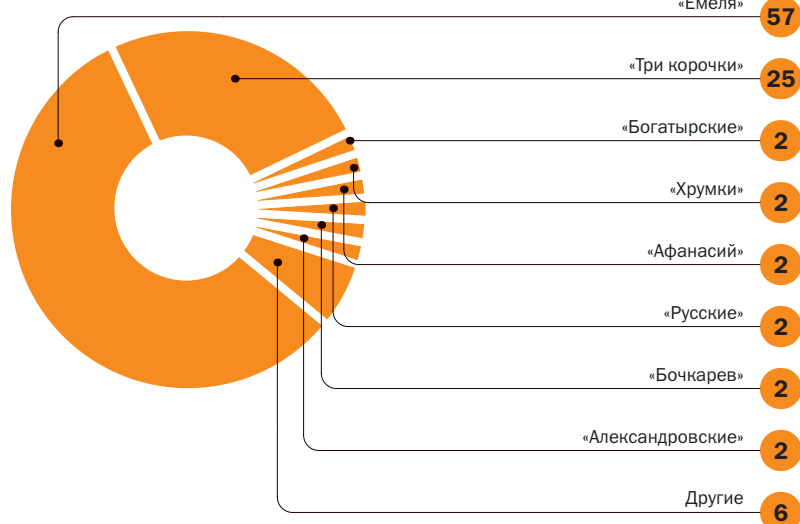 «Емеля» 57
«Три корочки» 25
«Богатырские» 2
«Хрумки» 2
«Афанасий» 2
«Русские» 2
«Бочкарев» 2
«Александровские» 2
Другие 6